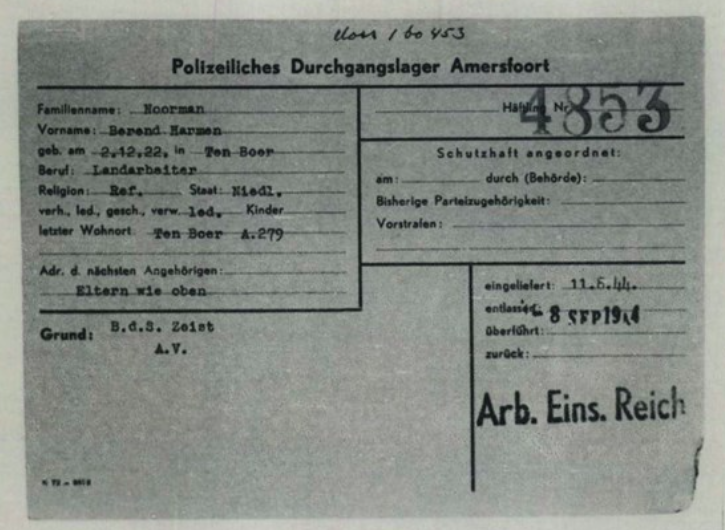 453
Polizeiliches Durchgangslager Amersfoort
Familienname: Noorman
Vorname: Berend Harmen
geb. am 2.12.22. in Ten Boer
Beruf: Landarbeiter
Religion: Ref. Staat: Niedl.
verh., led., gesch., verw. led. Kinder
letzter Wohnort Ten Boer A.279
Adr. d. nächsten Angehörigen:
Eltern wie oben
Häftling Nr. 4853
Schutzhaft angeordnet:
am: durch (Behörde):
Bisherige Parteizugehörigkeit:
Vorstrafen:
Grund: B.d.S. Zeist
A.V.
eingeliefert: 11.6.44.
entlassen: 8 SEP 1944
überführt:
zurück:
Arb. Eins. Reich